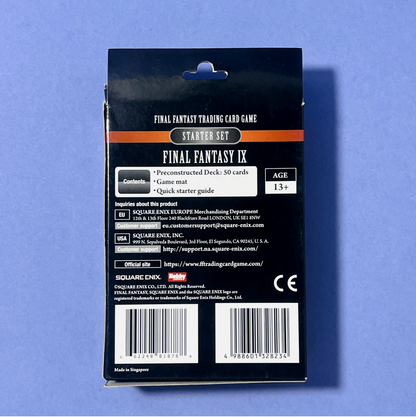 FINAL FANTASY TRADING CARD GAME
STARTER SET
FINAL FANTASY IX
Contents
・Preconstructed Deck: 50 cards
・Game mat
・Quick starter guide
AGE
13+
Inquiries about this product
EU SQUARE ENIX EUROPE Merchandising Department
12th & 13th Floor 240 Blackfriars Road LONDON, UK SE1 8NW
Customer support eu.customersupport@square-enix.com
USA SQUARE ENIX, INC.
999 N. Sepulveda Boulevard, 3rd Floor, El Segundo, CA 90245, U. S. A.
Customer support http://support.na.square-enix.com/
Official site https://www.fftradingcardgame.com/
SQUARE ENIX. Hobby
CE
©SQUARE ENIX CO., LTD. All Rights Reserved.
FINAL FANTASY, SQUARE ENIX and the SQUARE ENIX logo are
registered trademarks or trademarks of Square Enix Holdings Co., Ltd.
4 988601 328234
Made in Singapore